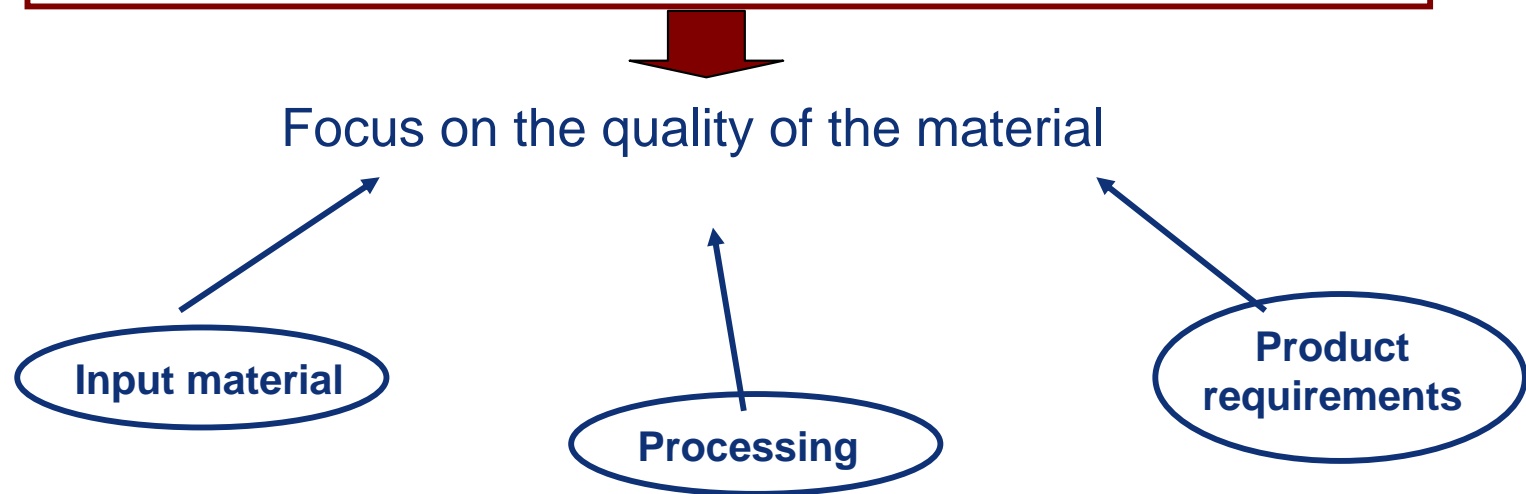 Focus on the quality of the material
Input material
Processing
Product
requirements